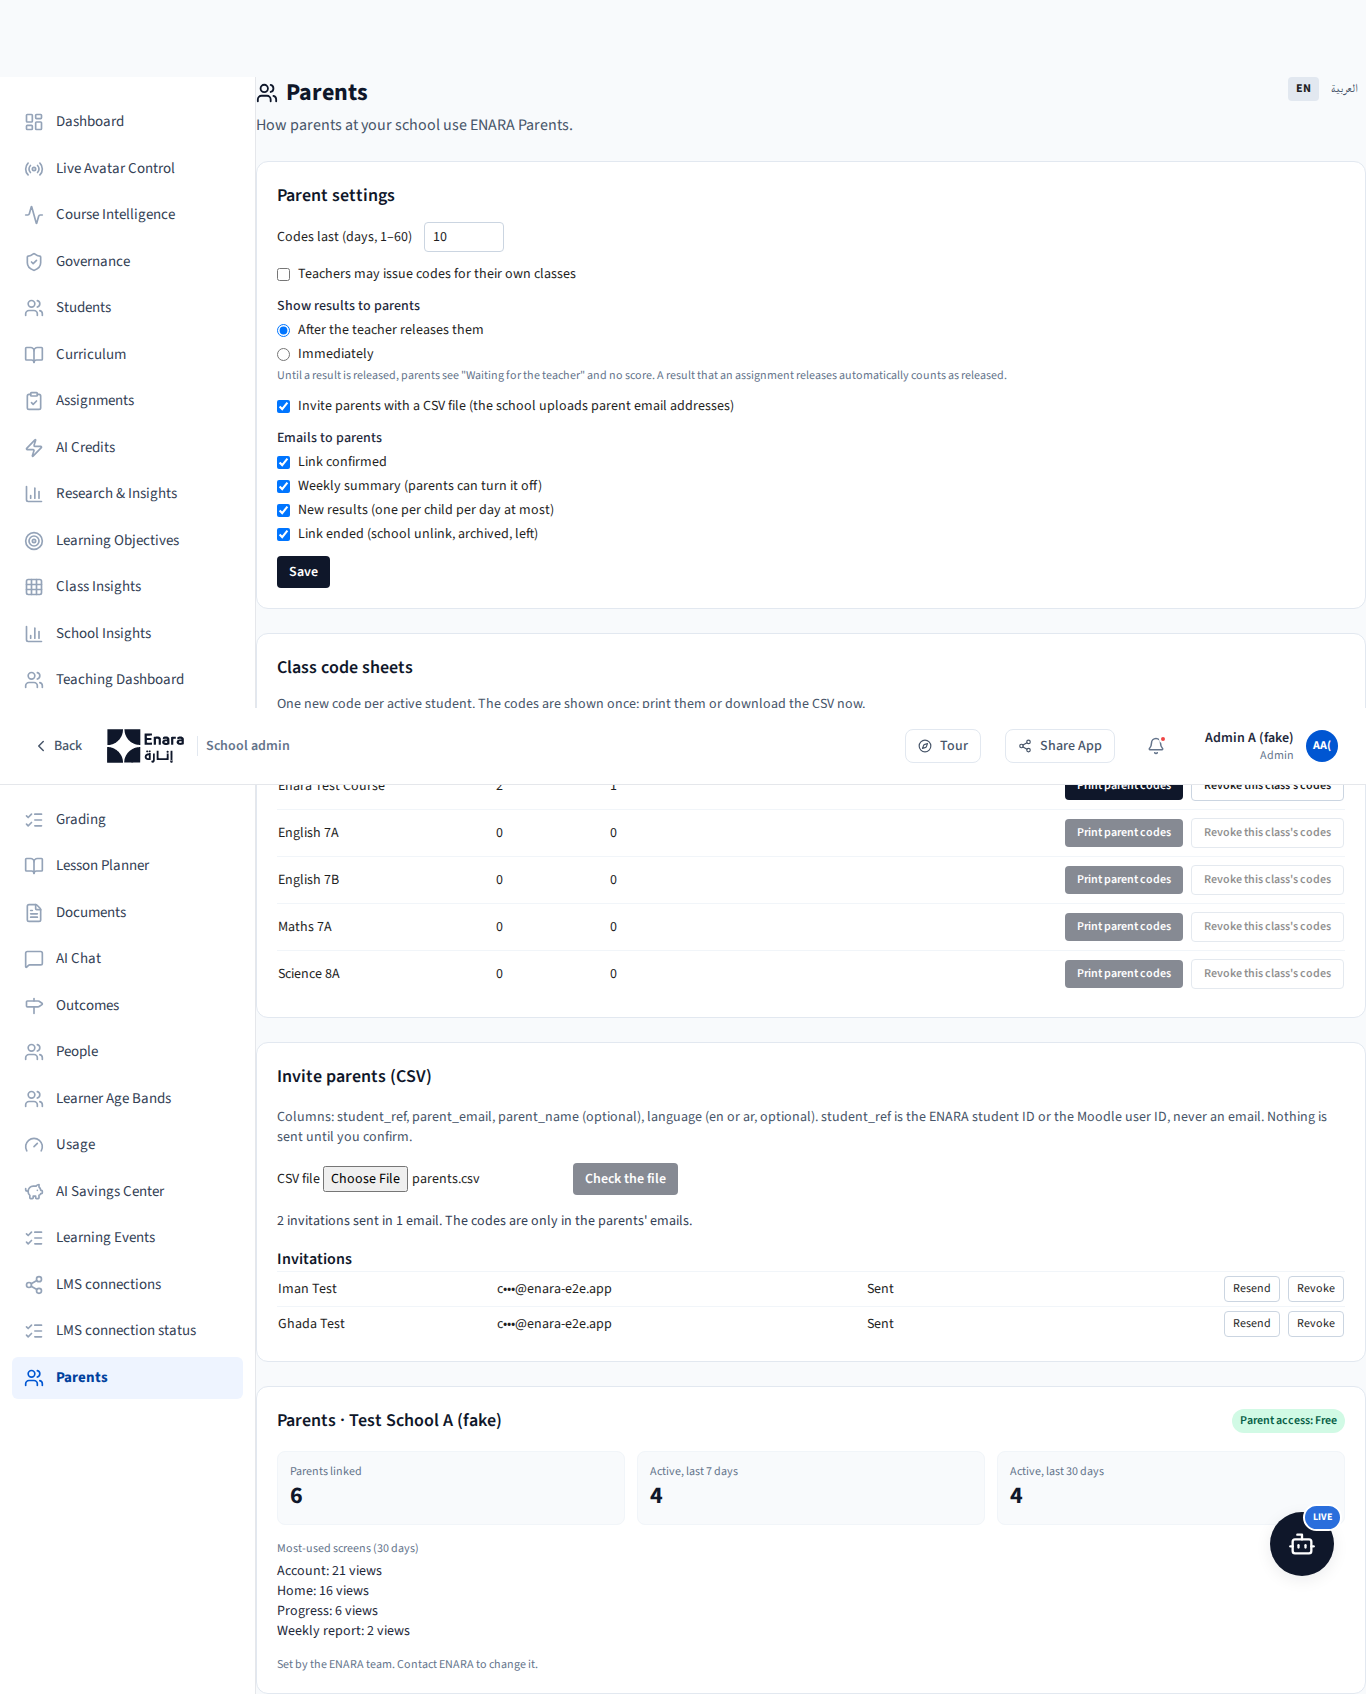 Parents
EN
العربية
How parents at your school use ENARA Parents.
Dashboard
Live Avatar Control
Course Intelligence
Governance
Students
Curriculum
Assignments
AI Credits
Research & Insights
Learning Objectives
Class Insights
School Insights
Teaching Dashboard
Parent settings
Codes last (days, 1–60) 10
Teachers may issue codes for their own classes
Show results to parents
After the teacher releases them
Immediately
Until a result is released, parents see "Waiting for the teacher" and no score. A result that an assignment releases automatically counts as released.
Invite parents with a CSV file (the school uploads parent email addresses)
Emails to parents
Link confirmed
Weekly summary (parents can turn it off)
New results (one per child per day at most)
Link ended (school unlink, archived, left)
Save
Class code sheets
One new code per active student. The codes are shown once: print them or download the CSV now.
Back
Enara
إنارة
School admin
Tour
Share App
Admin A (fake)
Admin
AA(
Enara Test Course 2 1 Print parent codes Revoke this class's codes
English 7A 0 0 Print parent codes Revoke this class's codes
English 7B 0 0 Print parent codes Revoke this class's codes
Maths 7A 0 0 Print parent codes Revoke this class's codes
Science 8A 0 0 Print parent codes Revoke this class's codes
Grading
Lesson Planner
Documents
AI Chat
Outcomes
People
Learner Age Bands
Usage
AI Savings Center
Learning Events
LMS connections
LMS connection status
Parents
Invite parents (CSV)
Columns: student_ref, parent_email, parent_name (optional), language (en or ar, optional). student_ref is the ENARA student ID or the Moodle user ID, never an email. Nothing is
sent until you confirm.
CSV file Choose File parents.csv Check the file
2 invitations sent in 1 email. The codes are only in the parents' emails.
Invitations
Iman Test c•••@enara-e2e.app Sent Resend Revoke
Ghada Test c•••@enara-e2e.app Sent Resend Revoke
Parents · Test School A (fake)
Parent access: Free
Parents linked
6
Active, last 7 days
4
Active, last 30 days
4
LIVE
Most-used screens (30 days)
Account: 21 views
Home: 16 views
Progress: 6 views
Weekly report: 2 views
Set by the ENARA team. Contact ENARA to change it.